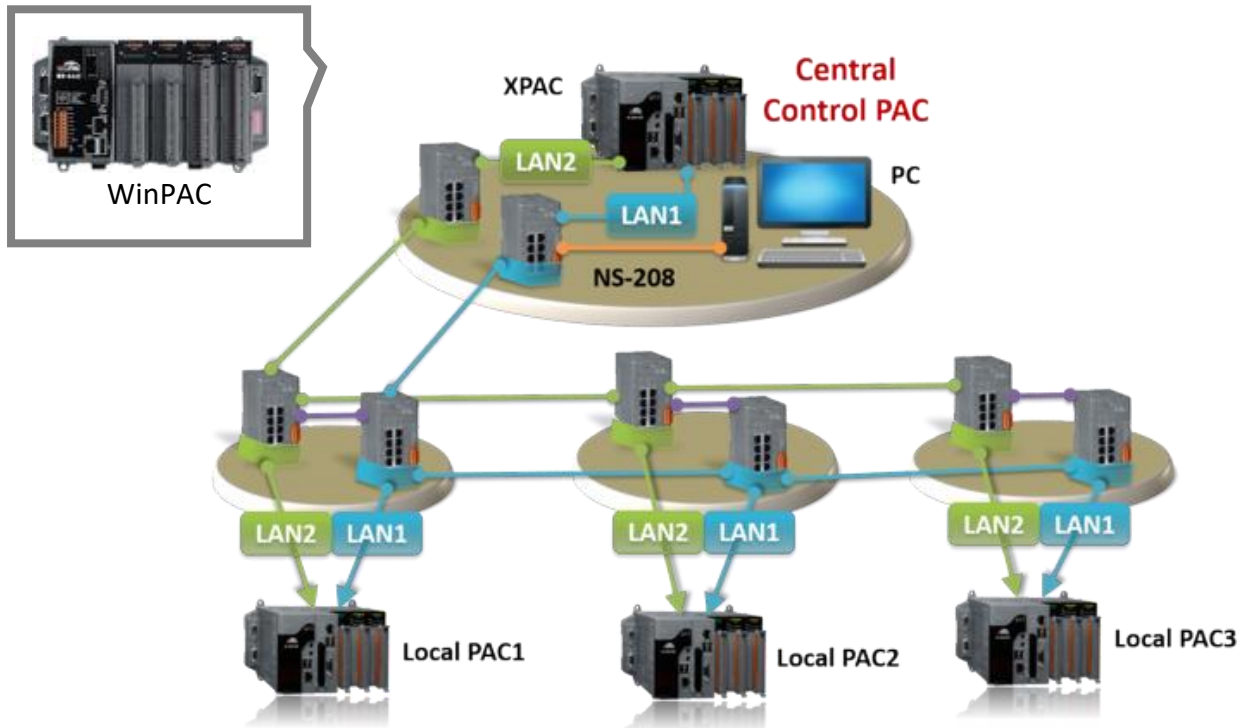 WinPAC
XPAC
Central
Control PAC
LAN2
PC
LAN1
NS-208
LAN2
LAN1
LAN2
LAN1
LAN2
LAN1
Local PAC1
Local PAC2
Local PAC3